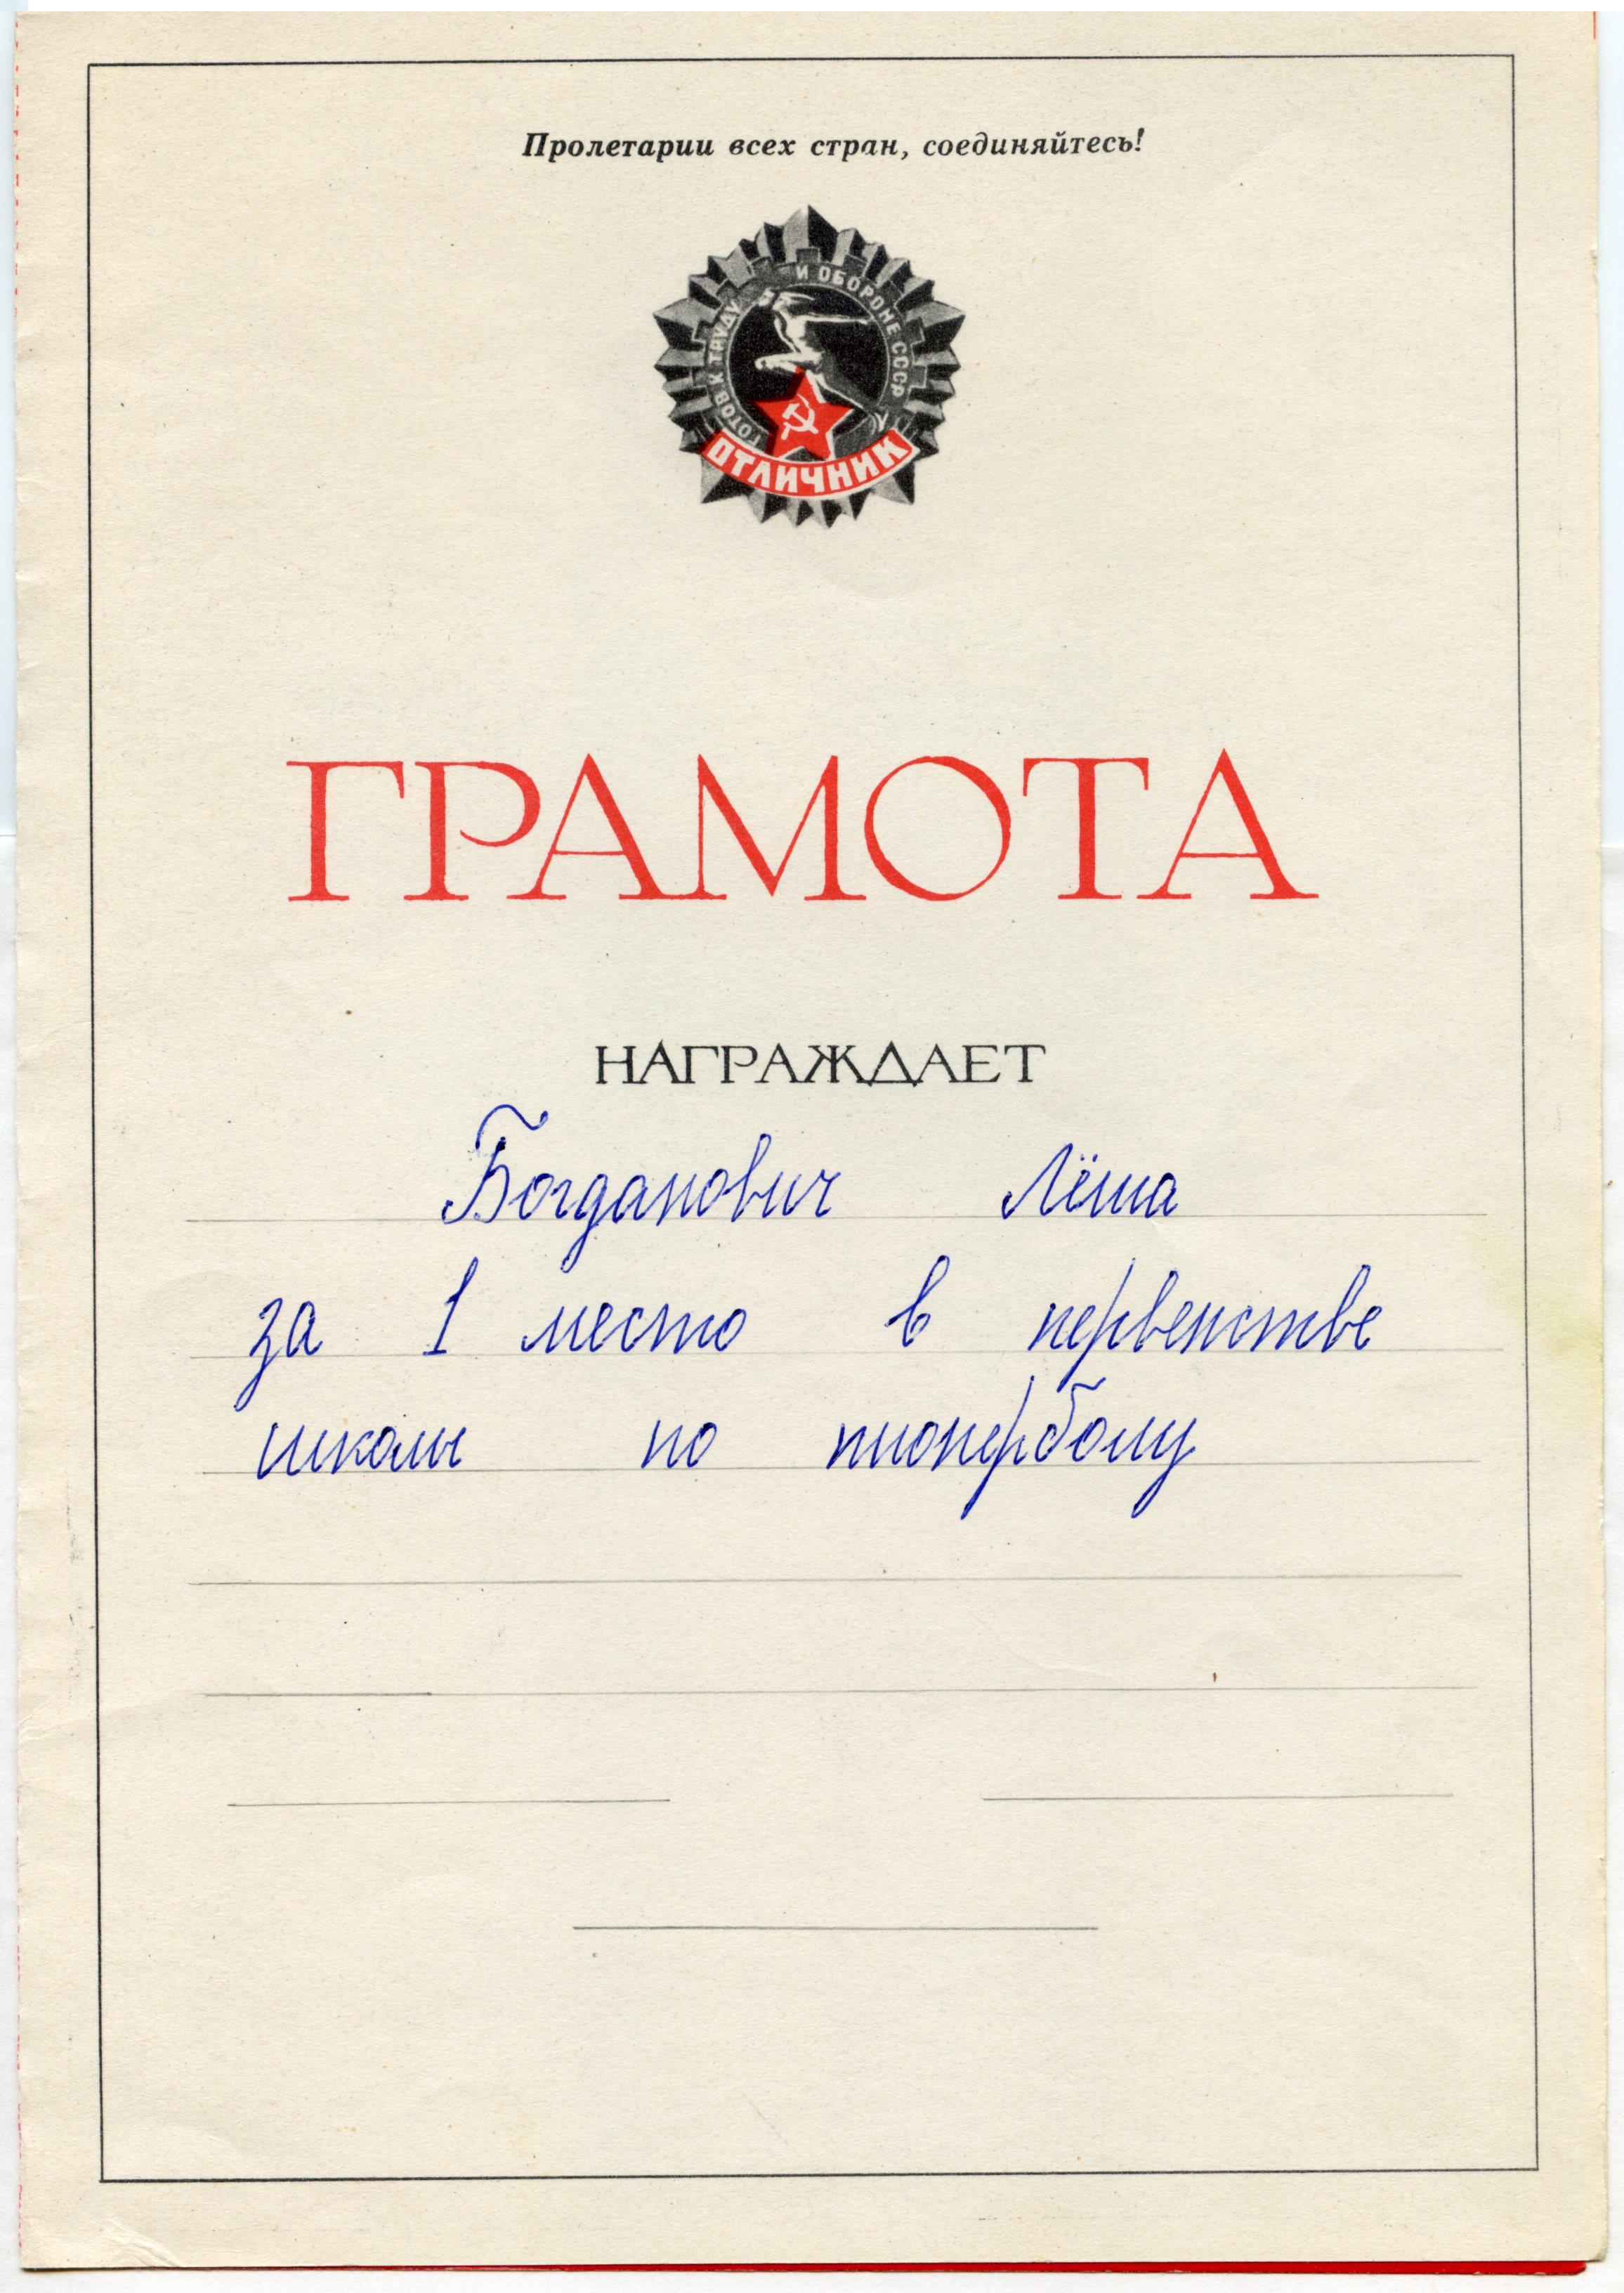 Пролетарии всех стран, соединяйтесь!
ГОТОВ К ТРУДУ И ОБОРОНЕ СССР
ОТЛИЧНИК
ГРАМОТА
НАГРАЖДАЕТ
Богданович Лёша
за 1 место в первенстве
школы по пионерболу